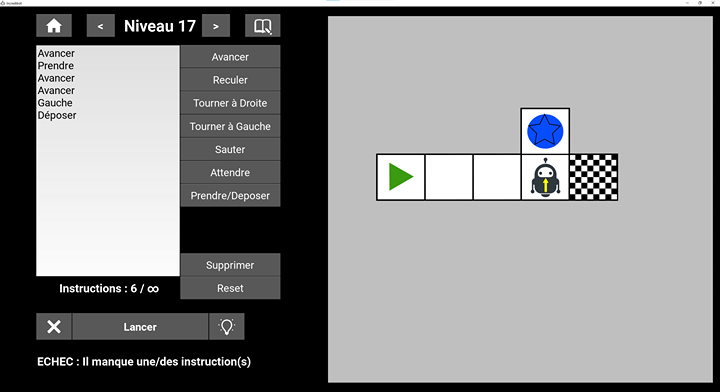 Incredibot
< Niveau 17 >
Avancer
Prendre
Avancer
Avancer
Gauche
Déposer
Avancer
Reculer
Tourner à Droite
Tourner à Gauche
Sauter
Attendre
Prendre/Deposer
Supprimer
Reset
Instructions : 6 / ∞
Lancer
ECHEC : Il manque une/des instruction(s)